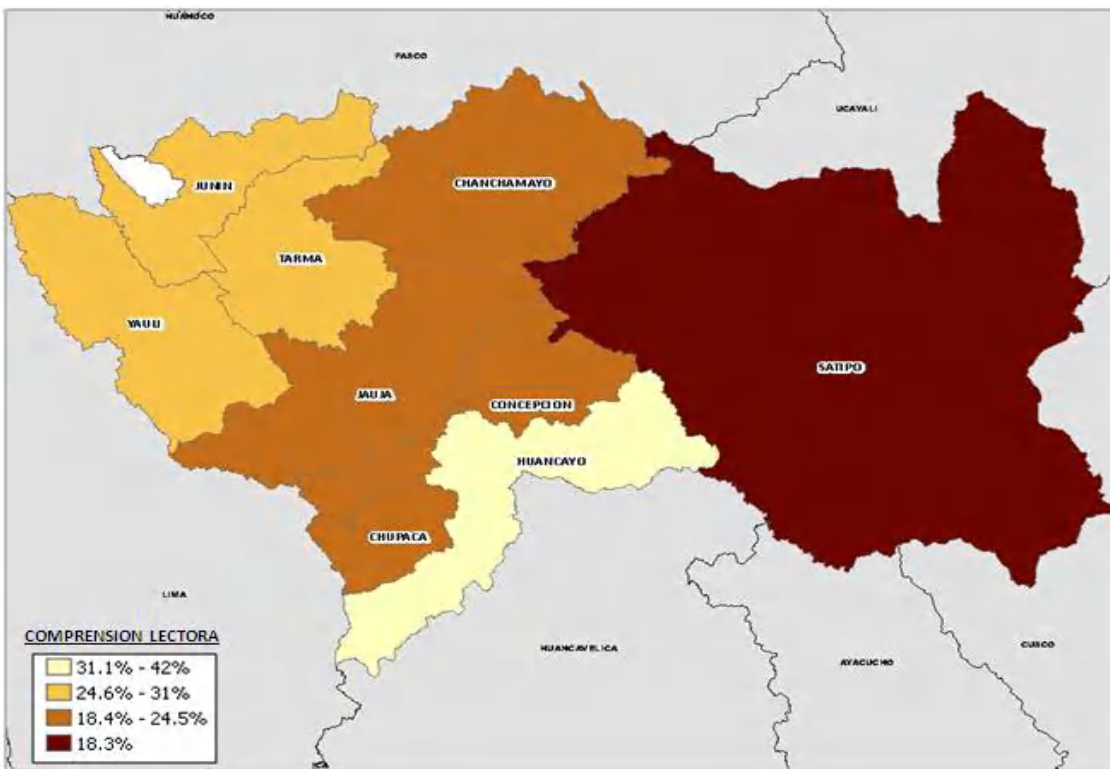 HUANUCO
PASCO
UCAYALI
JUNIN
CHANCHAMAYO
TARMA
YAULI
SATIPO
JAUJA
CONCEPCION
HUANCAYO
CHUPACA
LIMA
HUANCAVELICA
AYACUCHO
CUSCO
COMPRENSION LECTORA
31.1% - 42%
24.6% - 31%
18.4% - 24.5%
18.3%